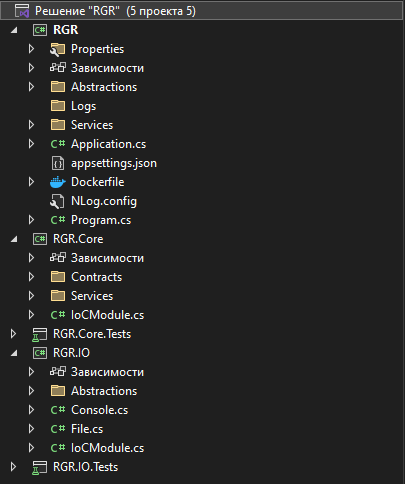 Решение "RGR" (5 проекта 5)
RGR
Properties
Зависимости
Abstractions
Logs
Services
C# Application.cs
appsettings.json
Dockerfile
NLog.config
C# Program.cs
RGR.Core
Зависимости
Contracts
Services
C# IoCModule.cs
RGR.Core.Tests
RGR.IO
Зависимости
Abstractions
C# Console.cs
C# File.cs
C# IoCModule.cs
RGR.IO.Tests